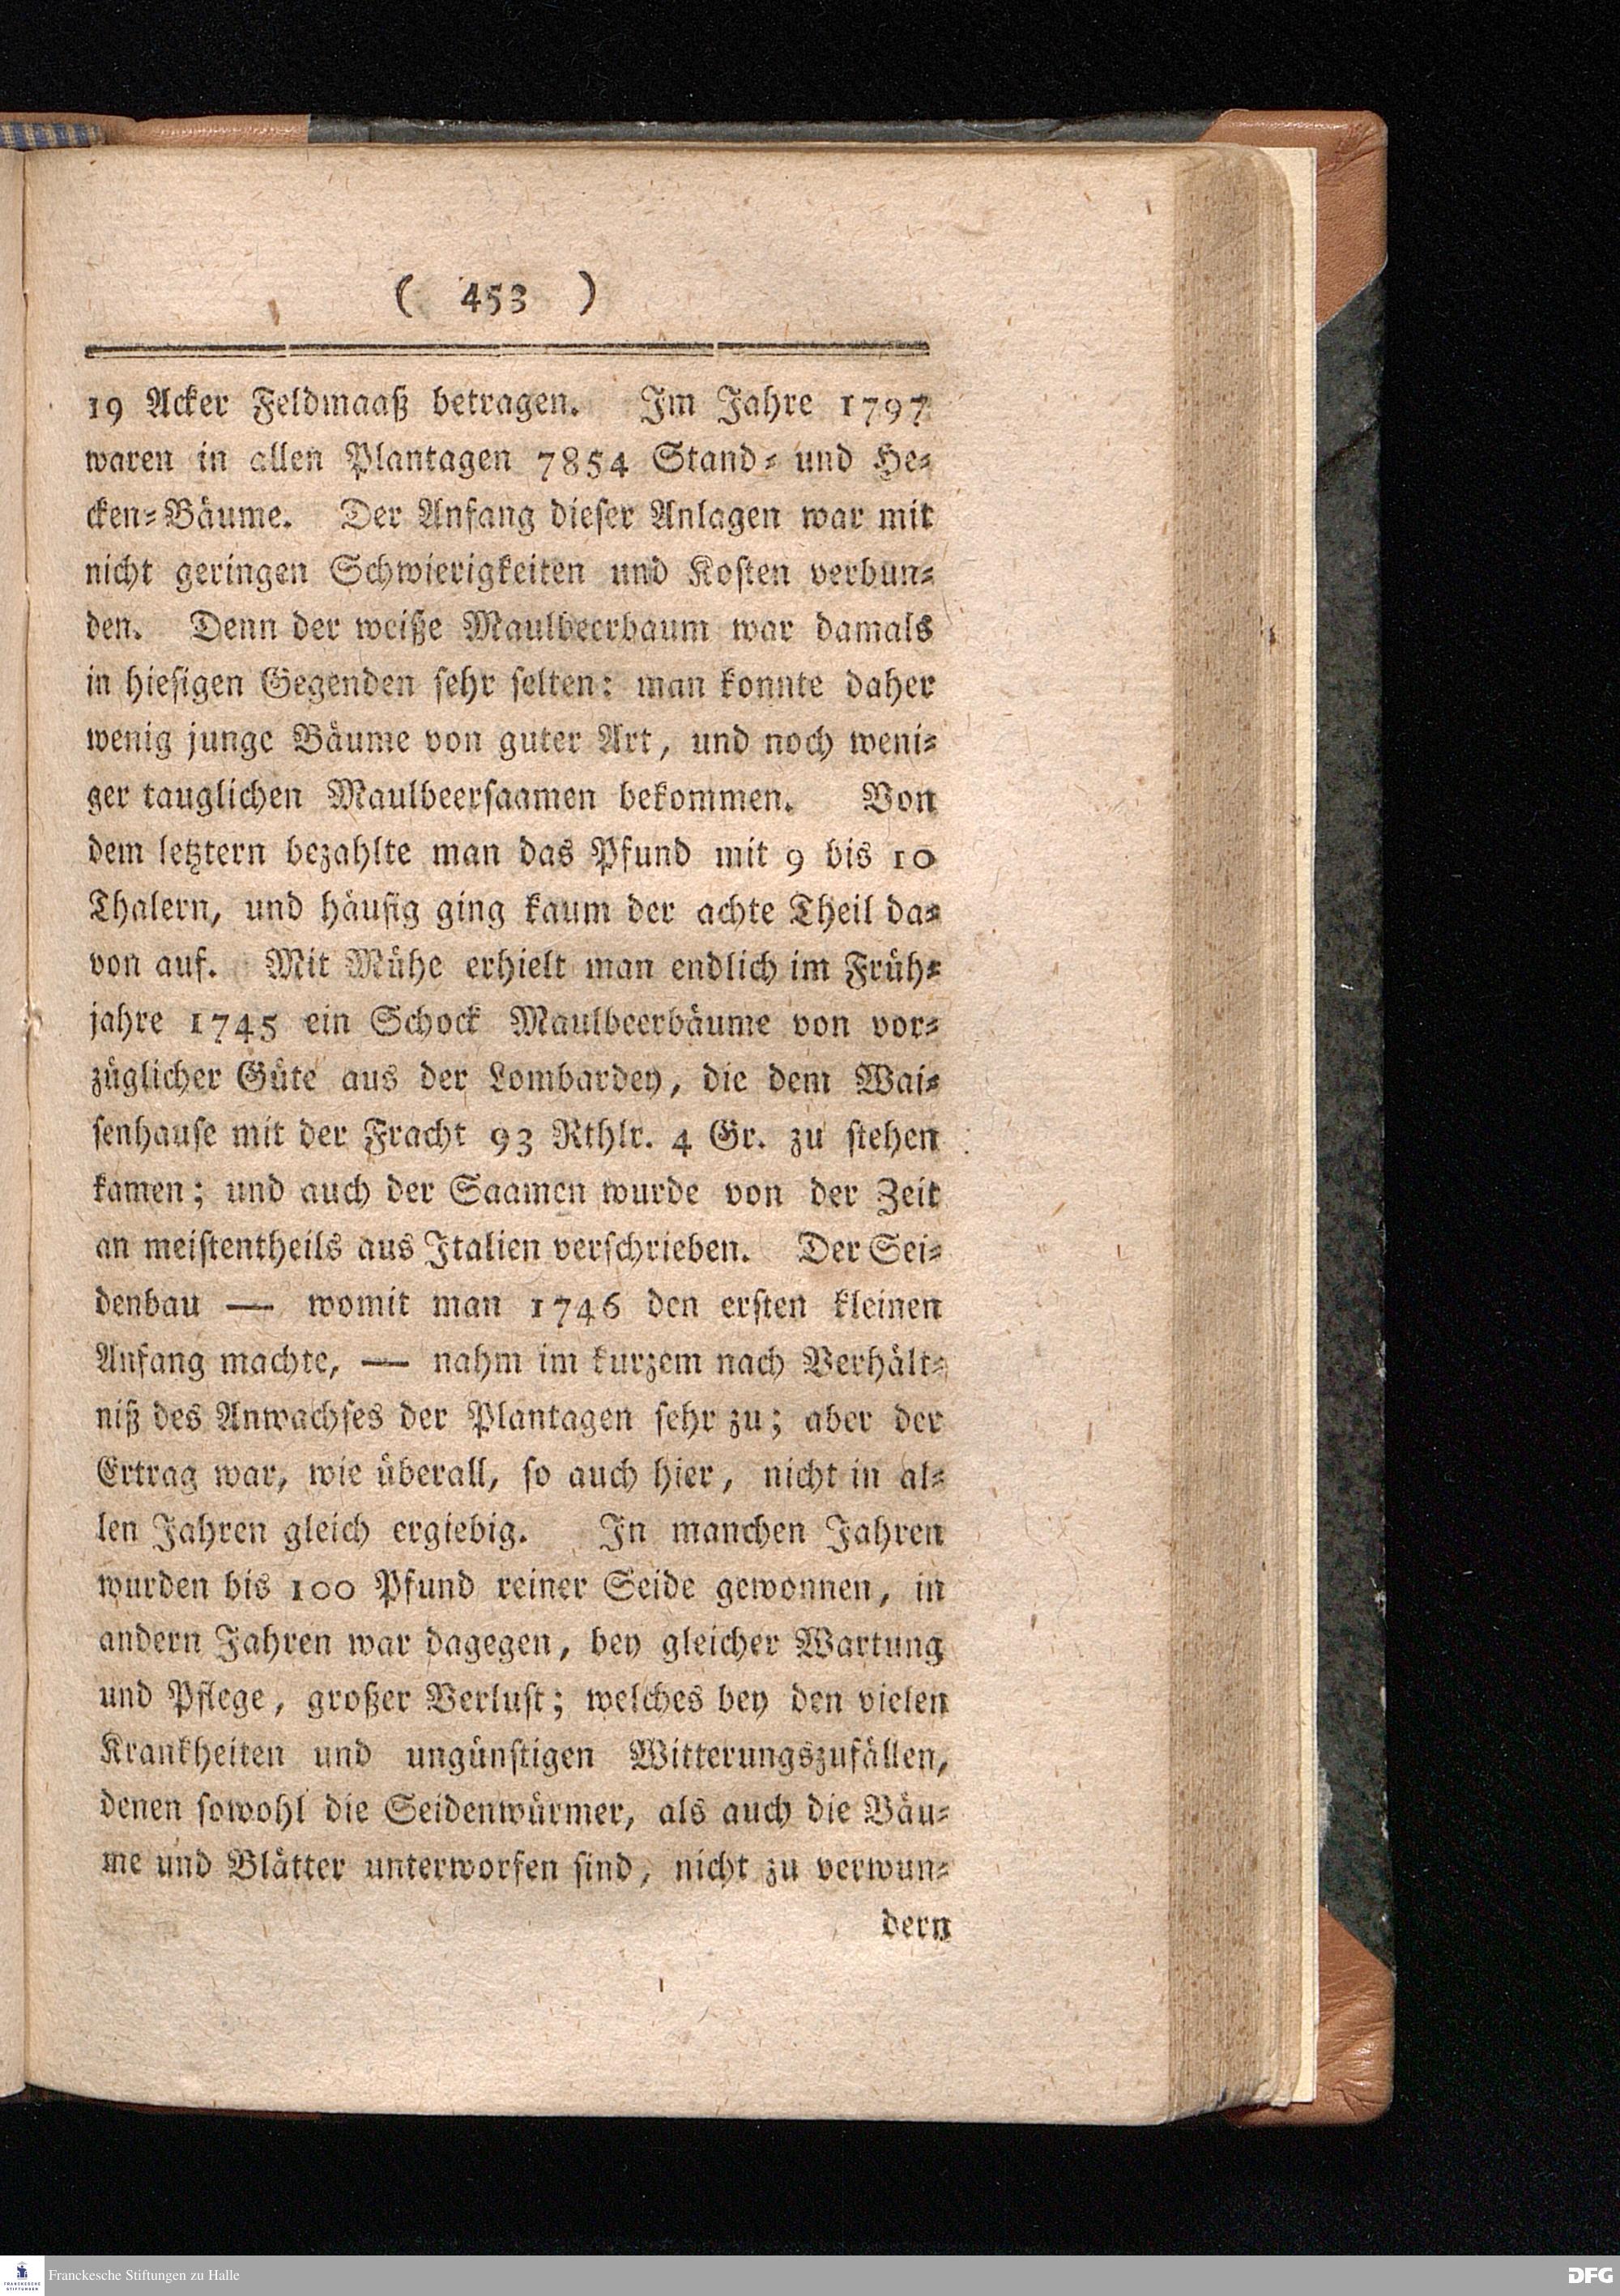 ( 453 )
19 Acker Feldmaaß betragen. Im Jahre 1797
waren in allen Plantagen 7854 Stand- und He-
cken-Bäume. Der Anfang dieser Anlagen war mit
nicht geringen Schwierigkeiten und Kosten verbun-
den. Denn der weiße Maulbeerbaum war damals
in hiesigen Gegenden sehr selten: man konnte daher
wenig junge Bäume von guter Art, und noch weni-
ger tauglichen Maulbeersaamen bekommen. Von
dem letztern bezahlte man das Pfund mit 9 bis 10
Thalern, und häufig ging kaum der achte Theil da-
von auf. Mit Mühe erhielt man endlich im Früh-
jahre 1745 ein Schock Maulbeerbäume von vor-
züglicher Güte aus der Lombardey, die dem Wai-
senhause mit der Fracht 93 Rthlr. 4 Gr. zu stehen
kamen; und auch der Saamen wurde von der Zeit
an meistentheils aus Italien verschrieben. Der Sei-
denbau — womit man 1746 den ersten kleinen
Anfang machte, — nahm im kurzem nach Verhält-
niß des Anwachses der Plantagen sehr zu; aber der
Ertrag war, wie überall, so auch hier, nicht in al-
len Jahren gleich ergiebig. In manchen Jahren
wurden bis 100 Pfund reiner Seide gewonnen, in
andern Jahren war dagegen, bey gleicher Wartung
und Pflege, großer Verlust; welches bey den vielen
Krankheiten und ungünstigen Witterungszufällen,
denen sowohl die Seidenwürmer, als auch die Bäu-
me und Blätter unterworfen sind, nicht zu verwun-
dern
FRANCKESCHE
STIFTUNGEN
Franckesche Stiftungen zu Halle
DFG